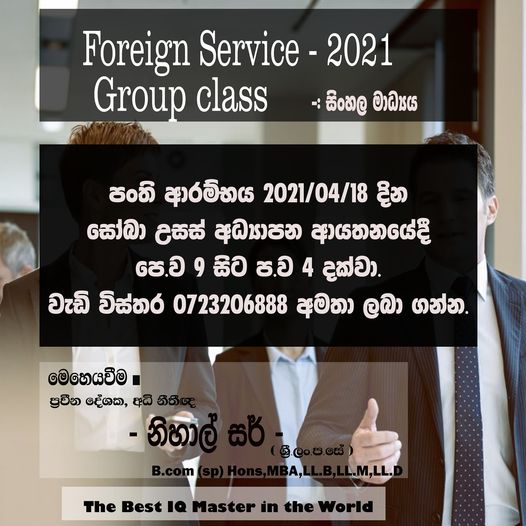 Foreign Service - 2021
Group class -: සිංහල මාධ්‍යය
පංති ආරම්භය 2021/04/18 දින
සෝබා උසස් අධ්‍යාපන ආයතනයේදී
පෙ.ව 9 සිට ප.ව 4 දක්වා.
වැඩි විස්තර 0723206888 අමතා ලබා ගන්න.
මෙහෙයවීම
ප්‍රවීන දේශක, අධි නීතීඥ
- නිහාල් සර් -
( ශ්‍රී.ලං.ප.සේ )
B.com (sp) Hons,MBA,LL.B,LL.M,LL.D
The Best IQ Master in the World